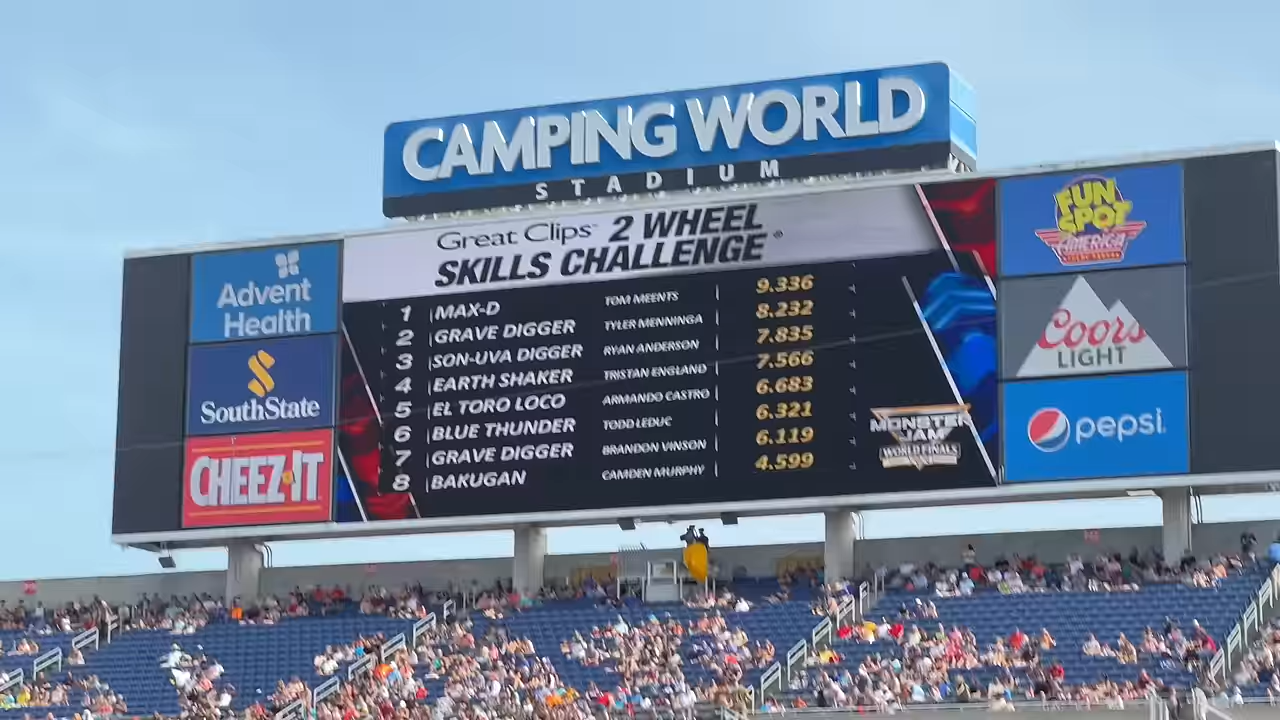 CAMPING WORLD
STADIUM
Great Clips 2 WHEEL
SKILLS CHALLENGE®
1 MAX-D TOM MEENTS 9.336
2 GRAVE DIGGER TYLER MENNINGA 8.232
3 SON-UVA DIGGER RYAN ANDERSON 7.835
4 EARTH SHAKER TRISTAN ENGLAND 7.566
5 EL TORO LOCO ARMANDO CASTRO 6.683
6 BLUE THUNDER TODD LEDUC 6.321
7 GRAVE DIGGER BRANDON VINSON 6.119
8 BAKUGAN CAMDEN MURPHY 4.599
MONSTER
JAM
WORLD FINALS
Advent
Health
SouthState
CHEEZ-IT
FUN
SPOT
AMERICA
Coors
LIGHT
pepsi